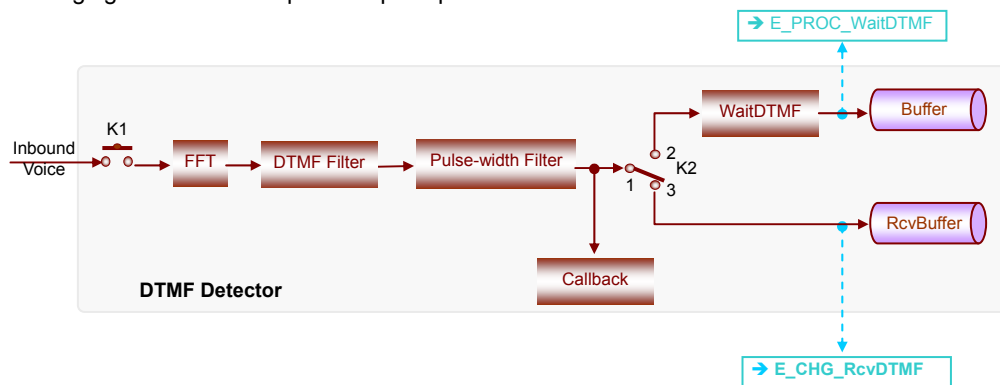 ➔ E_PROC_WaitDTMF
WaitDTMF
Buffer
K1
Inbound
Voice
FFT
DTMF Filter
Pulse-width Filter
2
K2
1
3
RcvBuffer
Callback
DTMF Detector
➔ E_CHG_RcvDTMF